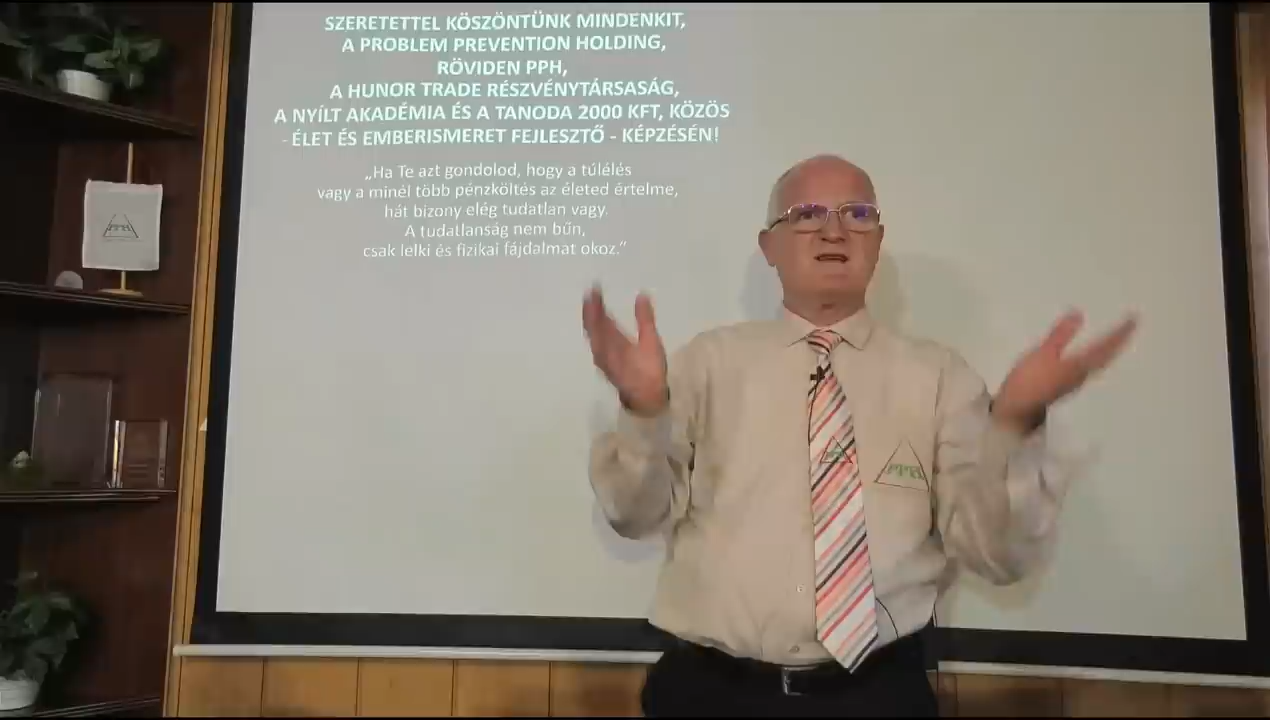 SZERETETTEL KÖSZÖNTÜNK MINDENKIT,
A PROBLEM PREVENTION HOLDING,
RÖVIDEN PPH,
A HUNOR TRADE RÉSZVÉNYTÁRSASÁG,
A NYÍLT AKADÉMIA ÉS A TANODA 2000 KFT, KÖZÖS
- ÉLET ÉS EMBERISMERET FEJLESZTŐ - KÉPZÉSÉN!
„Ha Te azt gondolod, hogy a túlélés
vagy a minél több pénzköltés az életed értelme,
hát bizony elég tudatlan vagy.
A tudatlanság nem bűn,
csak lelki és fizikai fájdalmat okoz.”
PPH
PPH